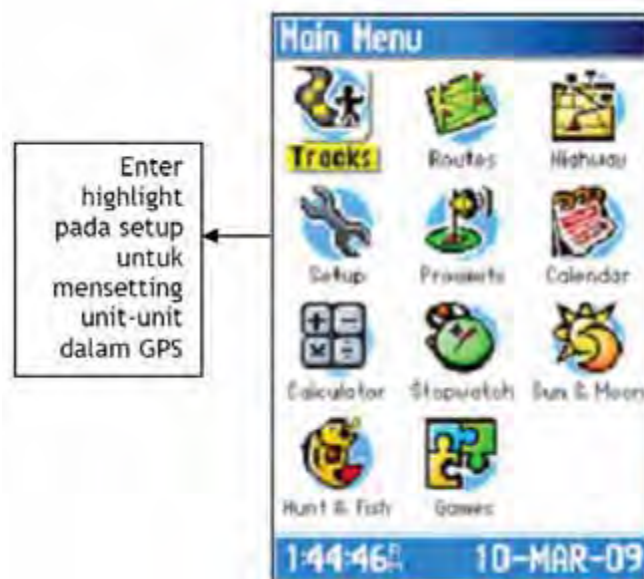 Main Menu
Tracks Routes Highway
Enter
highlight
pada setup
untuk
mensetting
unit-unit
dalam GPS
Setup Proximity Calendar
Calculator Stopwatch Sun & Moon
Hunt & Fish Games
1:44:46 10-MAR-09